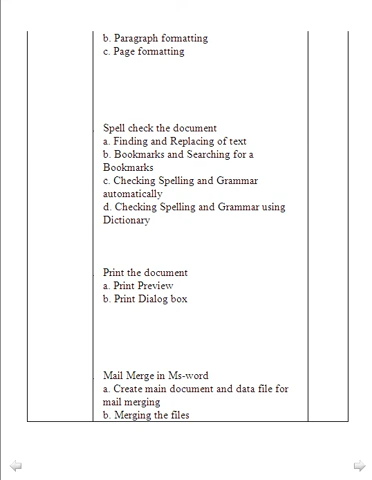 b. Paragraph formatting
c. Page formatting
Spell check the document
a. Finding and Replacing of text
b. Bookmarks and Searching for a
Bookmarks
c. Checking Spelling and Grammar
automatically
d. Checking Spelling and Grammar using
Dictionary
Print the document
a. Print Preview
b. Print Dialog box
Mail Merge in Ms-word
a. Create main document and data file for
mail merging
b. Merging the files